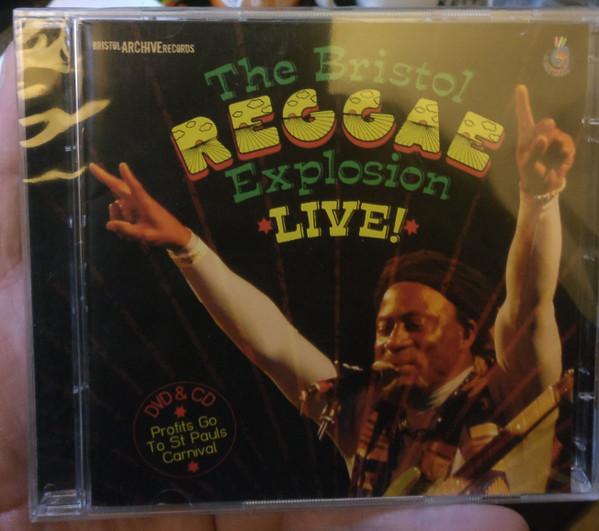 BRISTOL ARCHIVE RECORDS
The Bristol
REGGAE
Explosion
LIVE!
DVD & CD
Profits Go
To St Pauls
Carnival